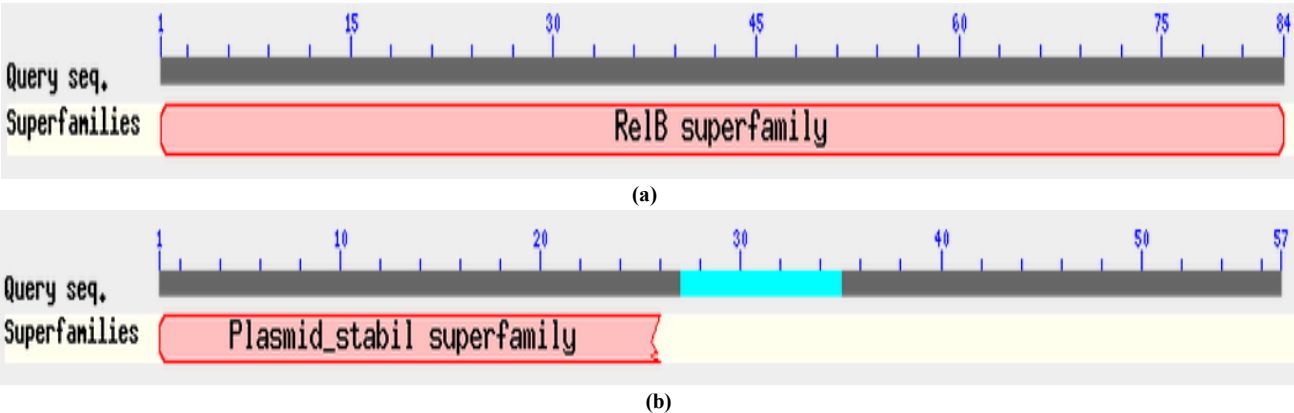 1 15 30 45 60 75 84
Query seq.
Superfamilies RelB superfamily
(a)
1 10 20 30 40 50 57
Query seq.
Superfamilies Plasmid_stabil superfamily
(b)